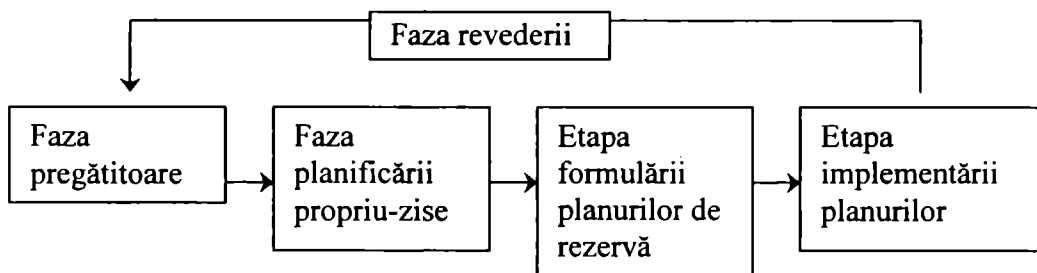 Faza revederii
Faza
pregătitoare
Faza
planificării
propriu-zise
Etapa
formulării
planurilor de
rezervă
Etapa
implementării
planurilor